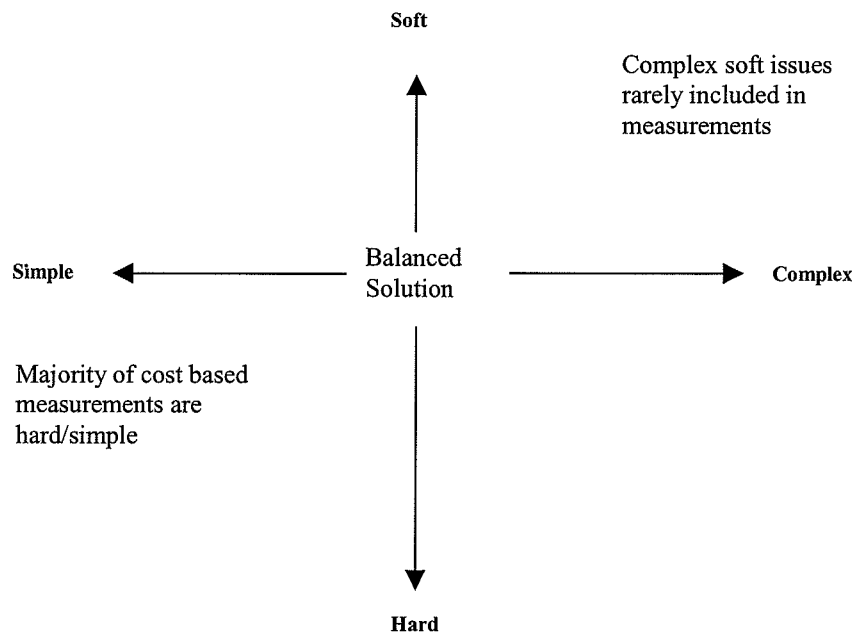 Soft
Complex soft issues
rarely included in
measurements
Simple
Balanced
Solution
Complex
Majority of cost based
measurements are
hard/simple
Hard